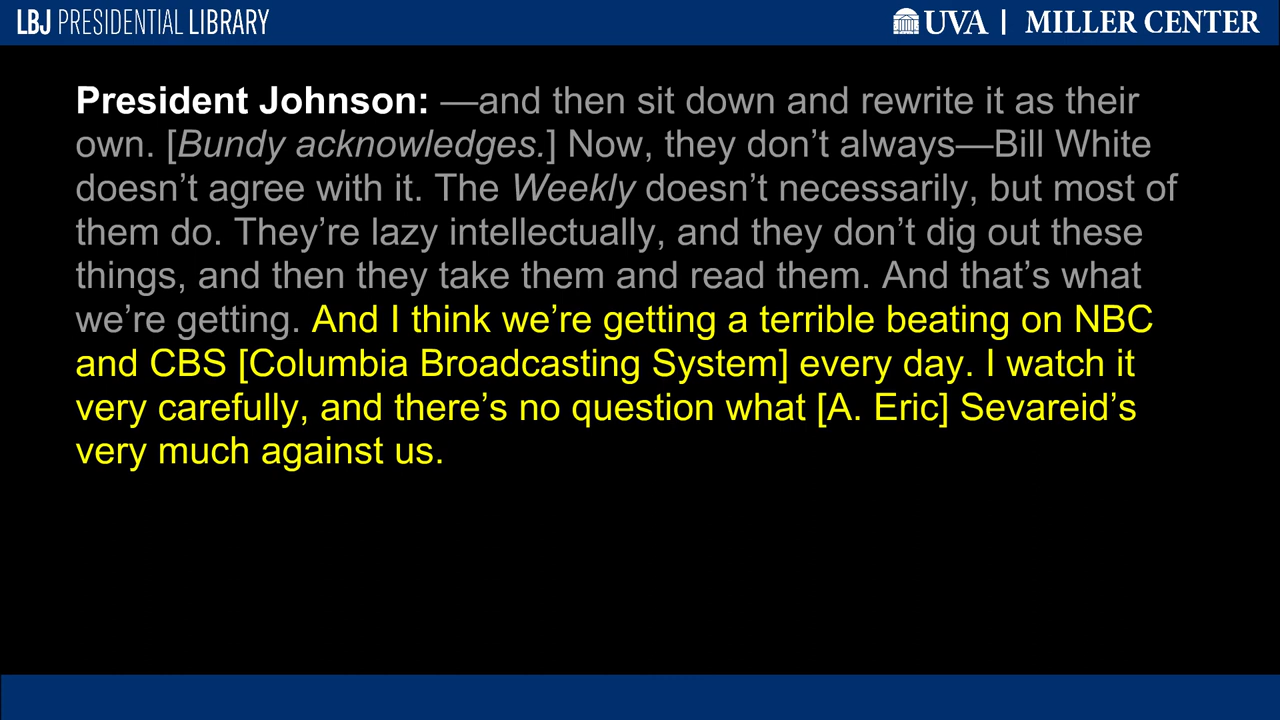 LBJ PRESIDENTIAL LIBRARY
UVA | MILLER CENTER
President Johnson: —and then sit down and rewrite it as their
own. [Bundy acknowledges.] Now, they don’t always—Bill White
doesn’t agree with it. The Weekly doesn’t necessarily, but most of
them do. They’re lazy intellectually, and they don’t dig out these
things, and then they take them and read them. And that’s what
we’re getting. And I think we’re getting a terrible beating on NBC
and CBS [Columbia Broadcasting System] every day. I watch it
very carefully, and there’s no question what [A. Eric] Sevareid’s
very much against us.